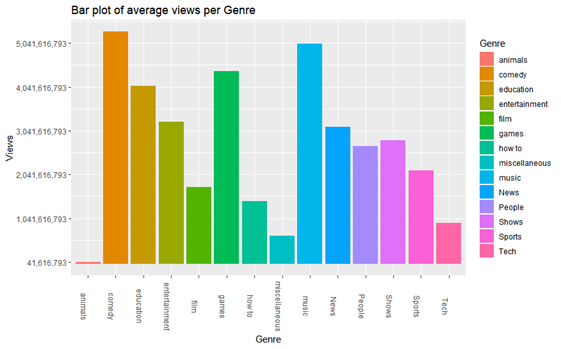 Bar plot of average views per Genre
Views
5,041,616,793
4,041,616,793
3,041,616,793
2,041,616,793
1,041,616,793
41,616,793
animals
comedy
education
entertainment
film
games
how to
miscellaneous
music
News
People
Shows
Sports
Tech
Genre
Genre
animals
comedy
education
entertainment
film
games
how to
miscellaneous
music
News
People
Shows
Sports
Tech